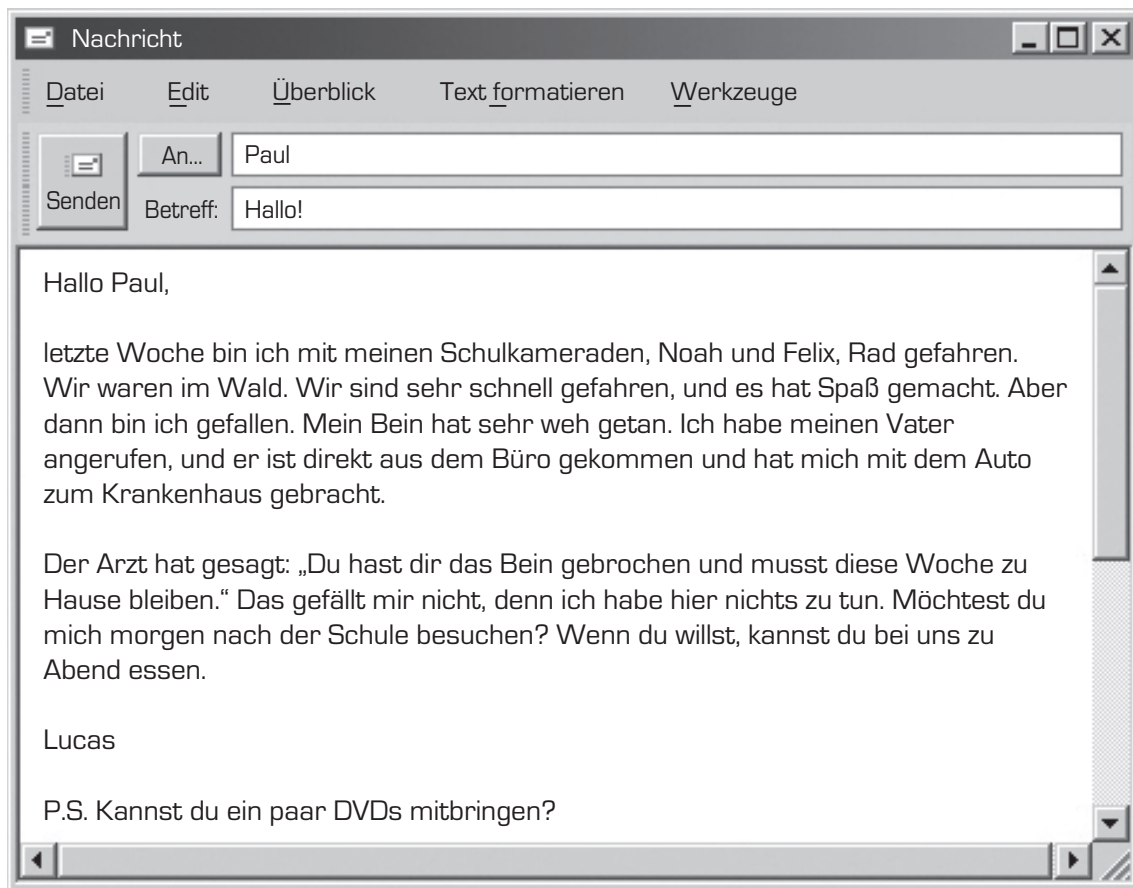 Nachricht
Datei Edit Überblick Text formatieren Werkzeuge
An... Paul
Senden Betreff: Hallo!
Hallo Paul,
letzte Woche bin ich mit meinen Schulkameraden, Noah und Felix, Rad gefahren.
Wir waren im Wald. Wir sind sehr schnell gefahren, und es hat Spaß gemacht. Aber
dann bin ich gefallen. Mein Bein hat sehr weh getan. Ich habe meinen Vater
angerufen, und er ist direkt aus dem Büro gekommen und hat mich mit dem Auto
zum Krankenhaus gebracht.
Der Arzt hat gesagt: „Du hast dir das Bein gebrochen und musst diese Woche zu
Hause bleiben.“ Das gefällt mir nicht, denn ich habe hier nichts zu tun. Möchtest du
mich morgen nach der Schule besuchen? Wenn du willst, kannst du bei uns zu
Abend essen.
Lucas
P.S. Kannst du ein paar DVDs mitbringen?